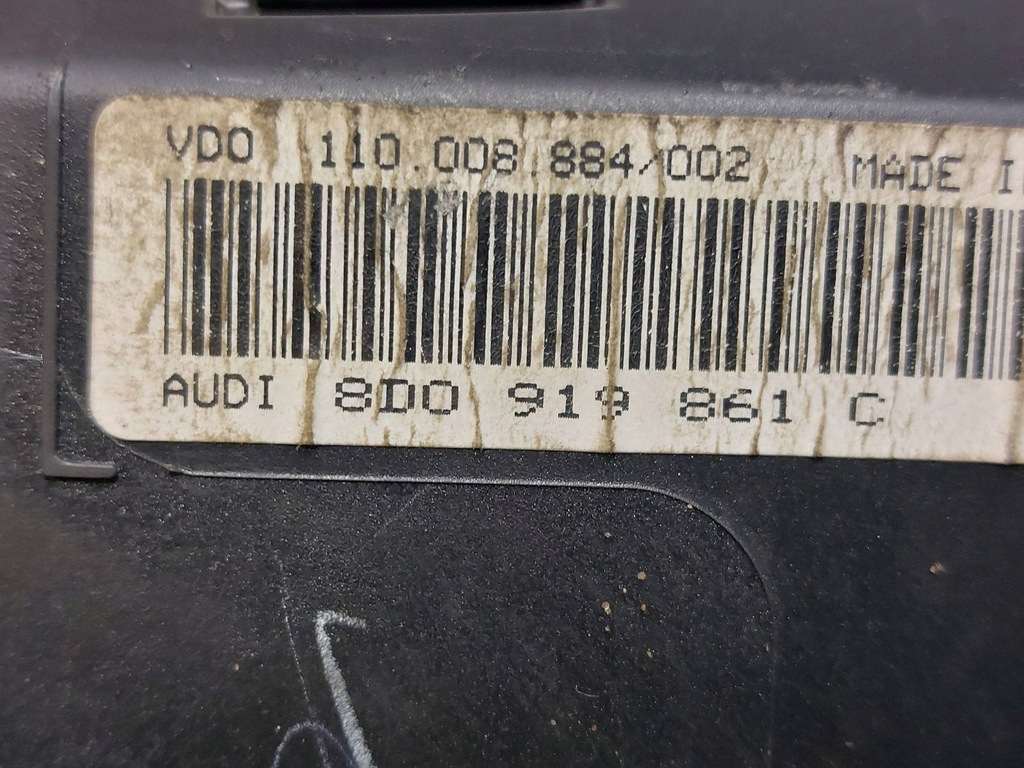 VDO 110.008.884/002 MADE I
AUDI 8D0 919 861 C